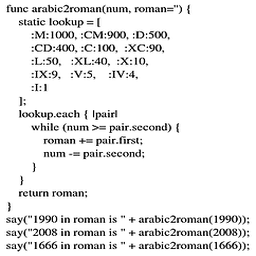 func arabic2roman(num, roman='') {
static lookup = [
:M:1000, :CM:900, :D:500,
:CD:400, :C:100, :XC:90,
:L:50, :XL:40, :X:10,
:IX:9, :V:5, :IV:4,
:I:1
];
lookup.each { |pair|
while (num >= pair.second) {
roman += pair.first;
num -= pair.second;
}
}
return roman;
}
say("1990 in roman is " + arabic2roman(1990));
say("2008 in roman is " + arabic2roman(2008));
say("1666 in roman is " + arabic2roman(1666));